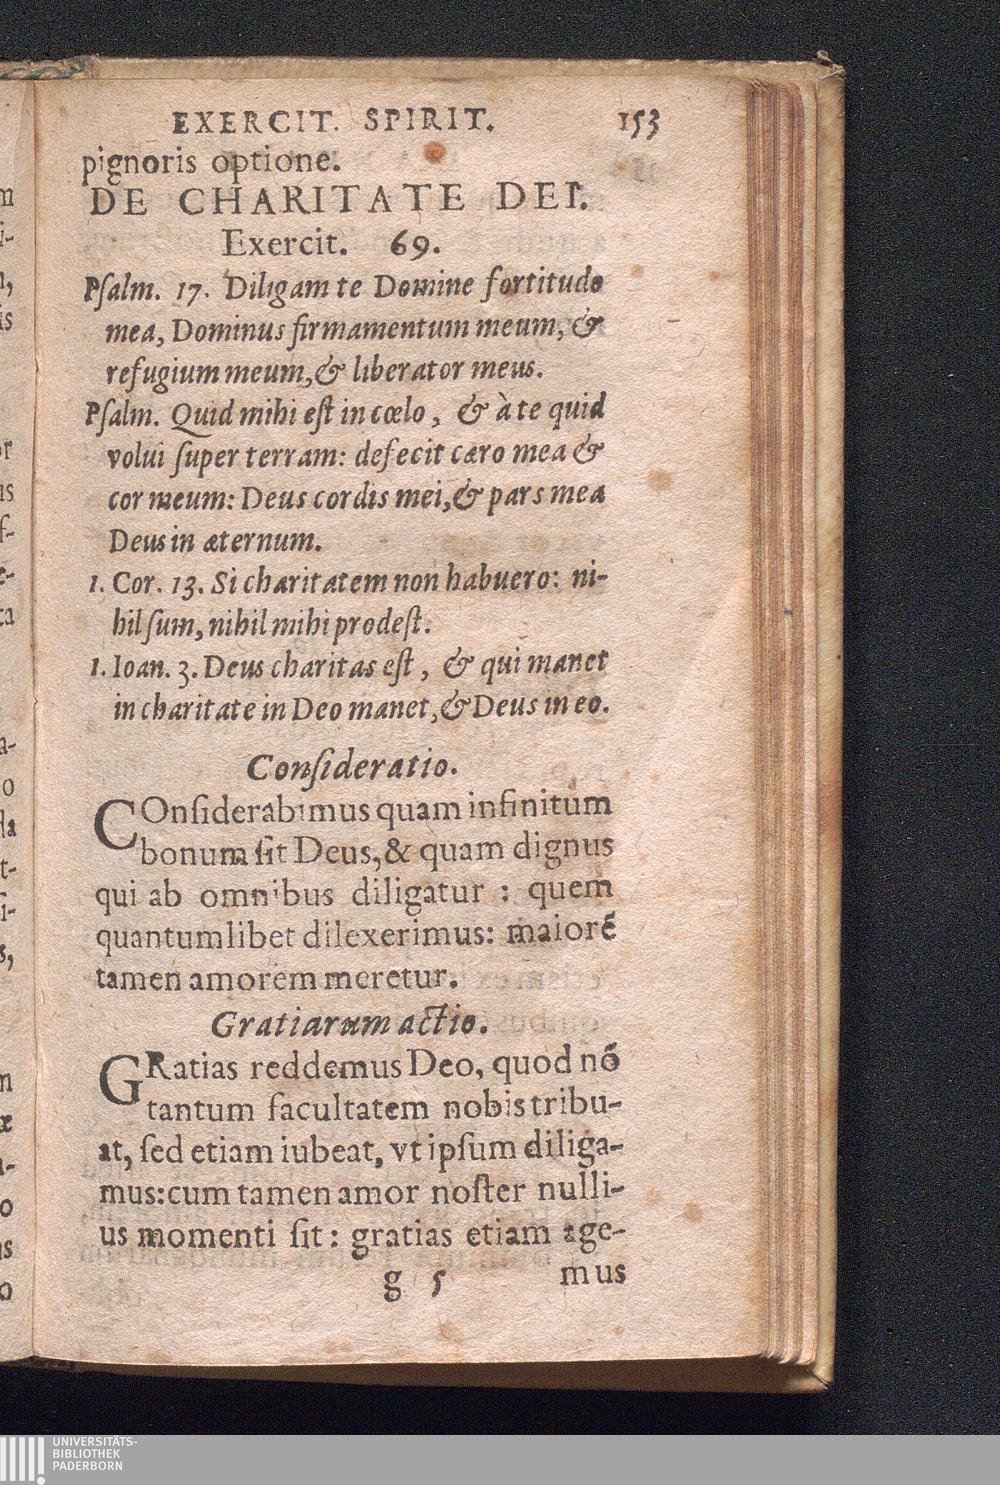 EXERCIT. SPIRIT. 153
pignoris optione.
DE CHARITATE DEI.
Exercit. 69.
Pſalm. 17. Diligam te Domine fortitudo
mea, Dominus firmamentum meum, &
refugium meum, & liberator meus.
Pſalm. Quid mihi eſt in cœlo, & à te quid
volui ſuper terram: defecit caro mea &
cor meum: Deus cordis mei, & pars mea
Deus in æternum.
1. Cor. 13. Si charitatem non habuero: ni-
hil ſum, nihil mihi prodeſt.
1. Ioan. 3. Deus charitas eſt, & qui manet
in charitate in Deo manet, & Deus in eo.
Conſideratio.
COnſiderabimus quam infinitum
bonum ſit Deus, & quam dignus
qui ab omnibus diligatur : quem
quantumlibet dilexerimus: maiorē
tamen amorem meretur.
Gratiarum actio.
GRatias reddemus Deo, quod nō
tantum facultatem nobis tribu-
at, ſed etiam iubeat, vt ipſum diliga-
mus: cum tamen amor noſter nulli-
us momenti ſit : gratias etiam age-
g 5 mus
UNIVERSITÄTS-
BIBLIOTHEK
PADERBORN